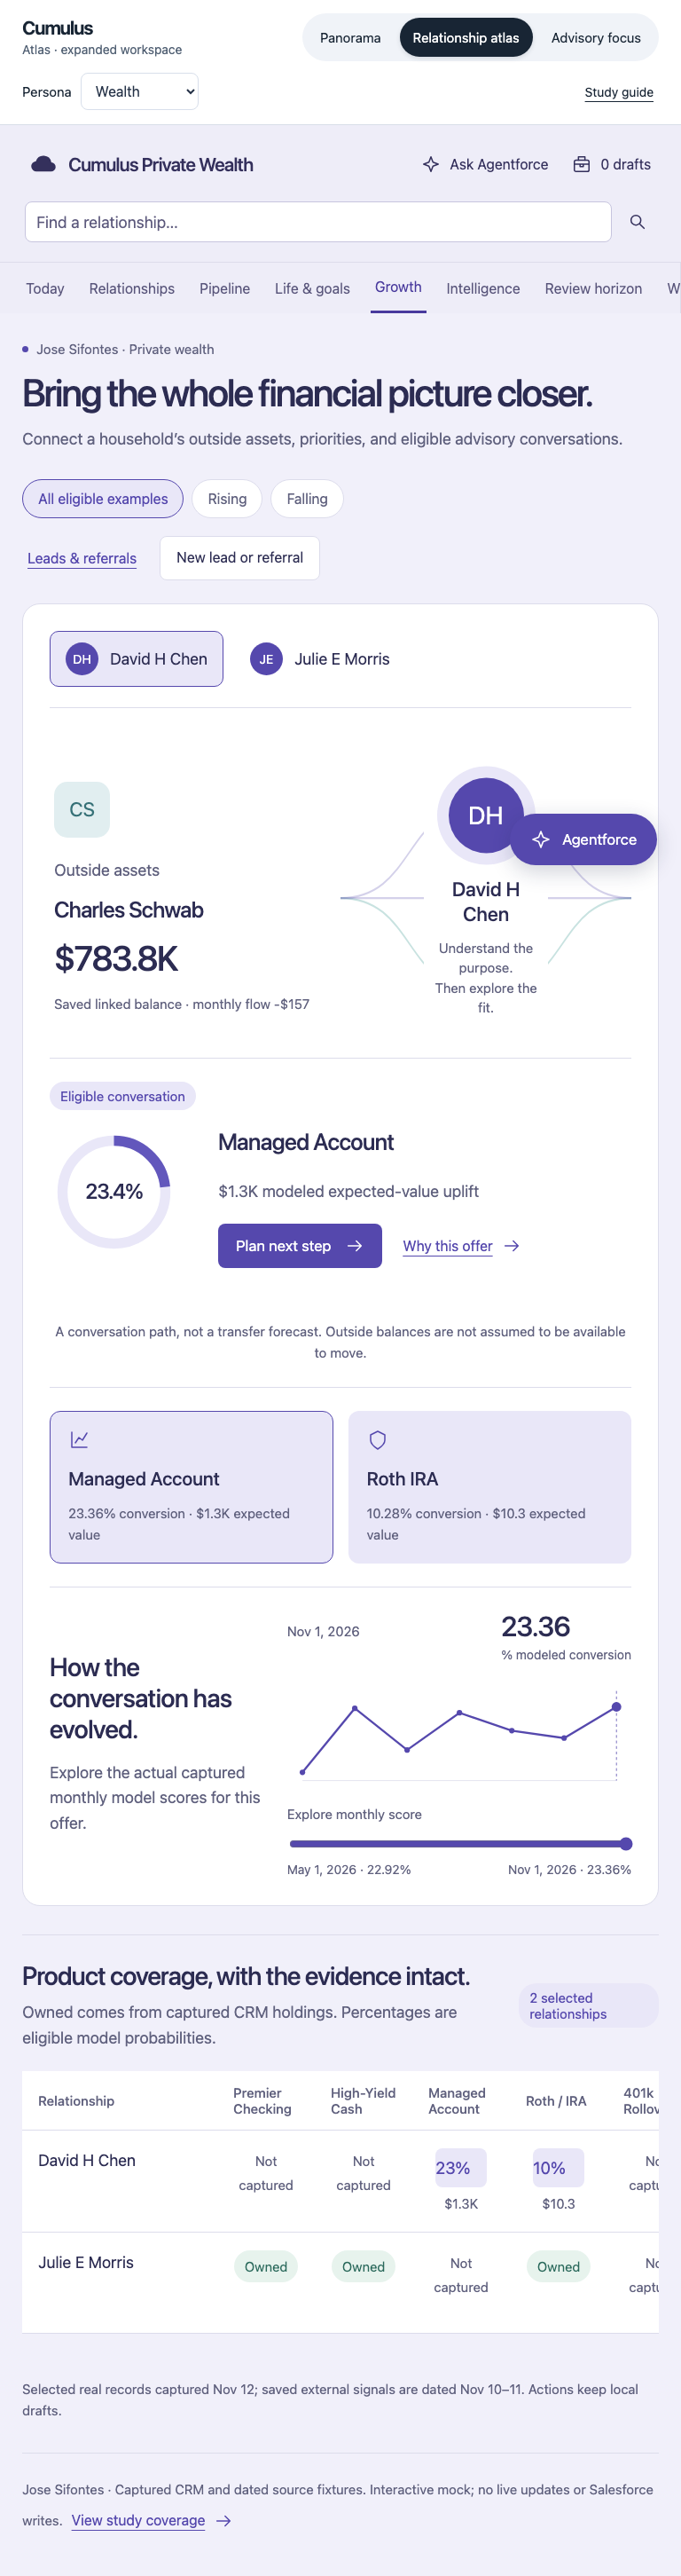 Cumulus
Atlas · expanded workspace
Panorama
Relationship atlas
Advisory focus
Persona
Wealth
Study guide
Cumulus Private Wealth
Ask Agentforce
0 drafts
Find a relationship...
Today
Relationships
Pipeline
Life & goals
Growth
Intelligence
Review horizon
Jose Sifontes · Private wealth
Bring the whole financial picture closer.
Connect a household’s outside assets, priorities, and eligible advisory conversations.
All eligible examples
Rising
Falling
Leads & referrals
New lead or referral
DH
David H Chen
JE
Julie E Morris
CS
Outside assets
Charles Schwab
$783.8K
Saved linked balance · monthly flow -$157
DH
David H
Chen
Understand the
purpose.
Then explore the
fit.
Agentforce
Eligible conversation
23.4%
Managed Account
$1.3K modeled expected-value uplift
Plan next step
Why this offer
A conversation path, not a transfer forecast. Outside balances are not assumed to be available
to move.
Managed Account
23.36% conversion · $1.3K expected
value
Roth IRA
10.28% conversion · $10.3 expected
value
How the
conversation has
evolved.
Explore the actual captured
monthly model scores for this
offer.
Nov 1, 2026
23.36
% modeled conversion
Explore monthly score
May 1, 2026 · 22.92%
Nov 1, 2026 · 23.36%
Product coverage, with the evidence intact.
Owned comes from captured CRM holdings. Percentages are
eligible model probabilities.
2 selected
relationships
Relationship
Premier
Checking
High-Yield
Cash
Managed
Account
Roth / IRA
401k
David H Chen
Not
captured
Not
captured
23%
$1.3K
10%
$10.3
Julie E Morris
Owned
Owned
Not
captured
Owned
Selected real records captured Nov 12; saved external signals are dated Nov 10–11. Actions keep local
drafts.
Jose Sifontes · Captured CRM and dated source fixtures. Interactive mock; no live updates or Salesforce
writes. View study coverage